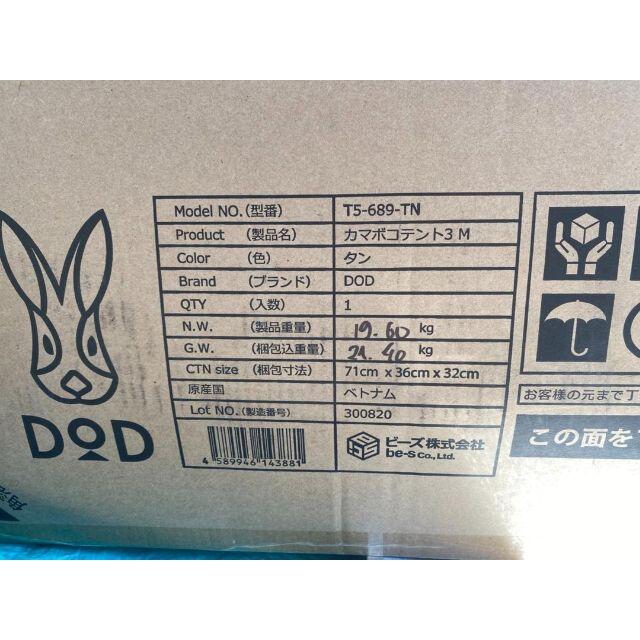 Model NO.(型番) T5-689-TN
Product (製品名) カマボコテント3 M
Color (色) タン
Brand (ブランド) DOD
QTY (入数) 1
N.W. (製品重量) 19.60 kg
G.W. (梱包込重量) 21.40 kg
CTN size (梱包寸法) 71cm x 36cm x 32cm
原産国 ベトナム
Lot NO.(製造番号) 300820
4 589946 143881
ビーズ株式会社
be-s Co., Ltd.
DOD
お客様の元まで丁
この面を